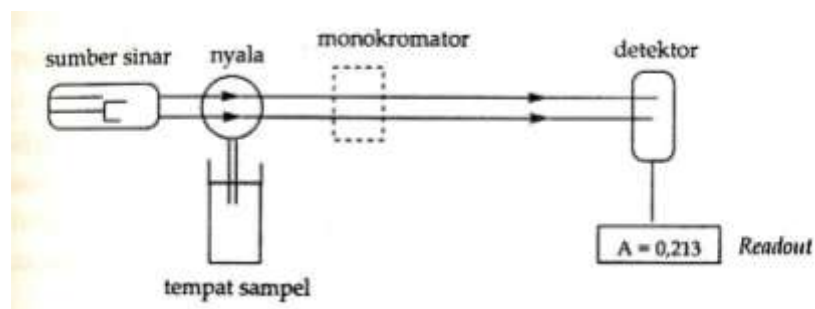 sumber sinar
nyala
monokromator
detektor
A = 0,213
Readout
tempat sampel